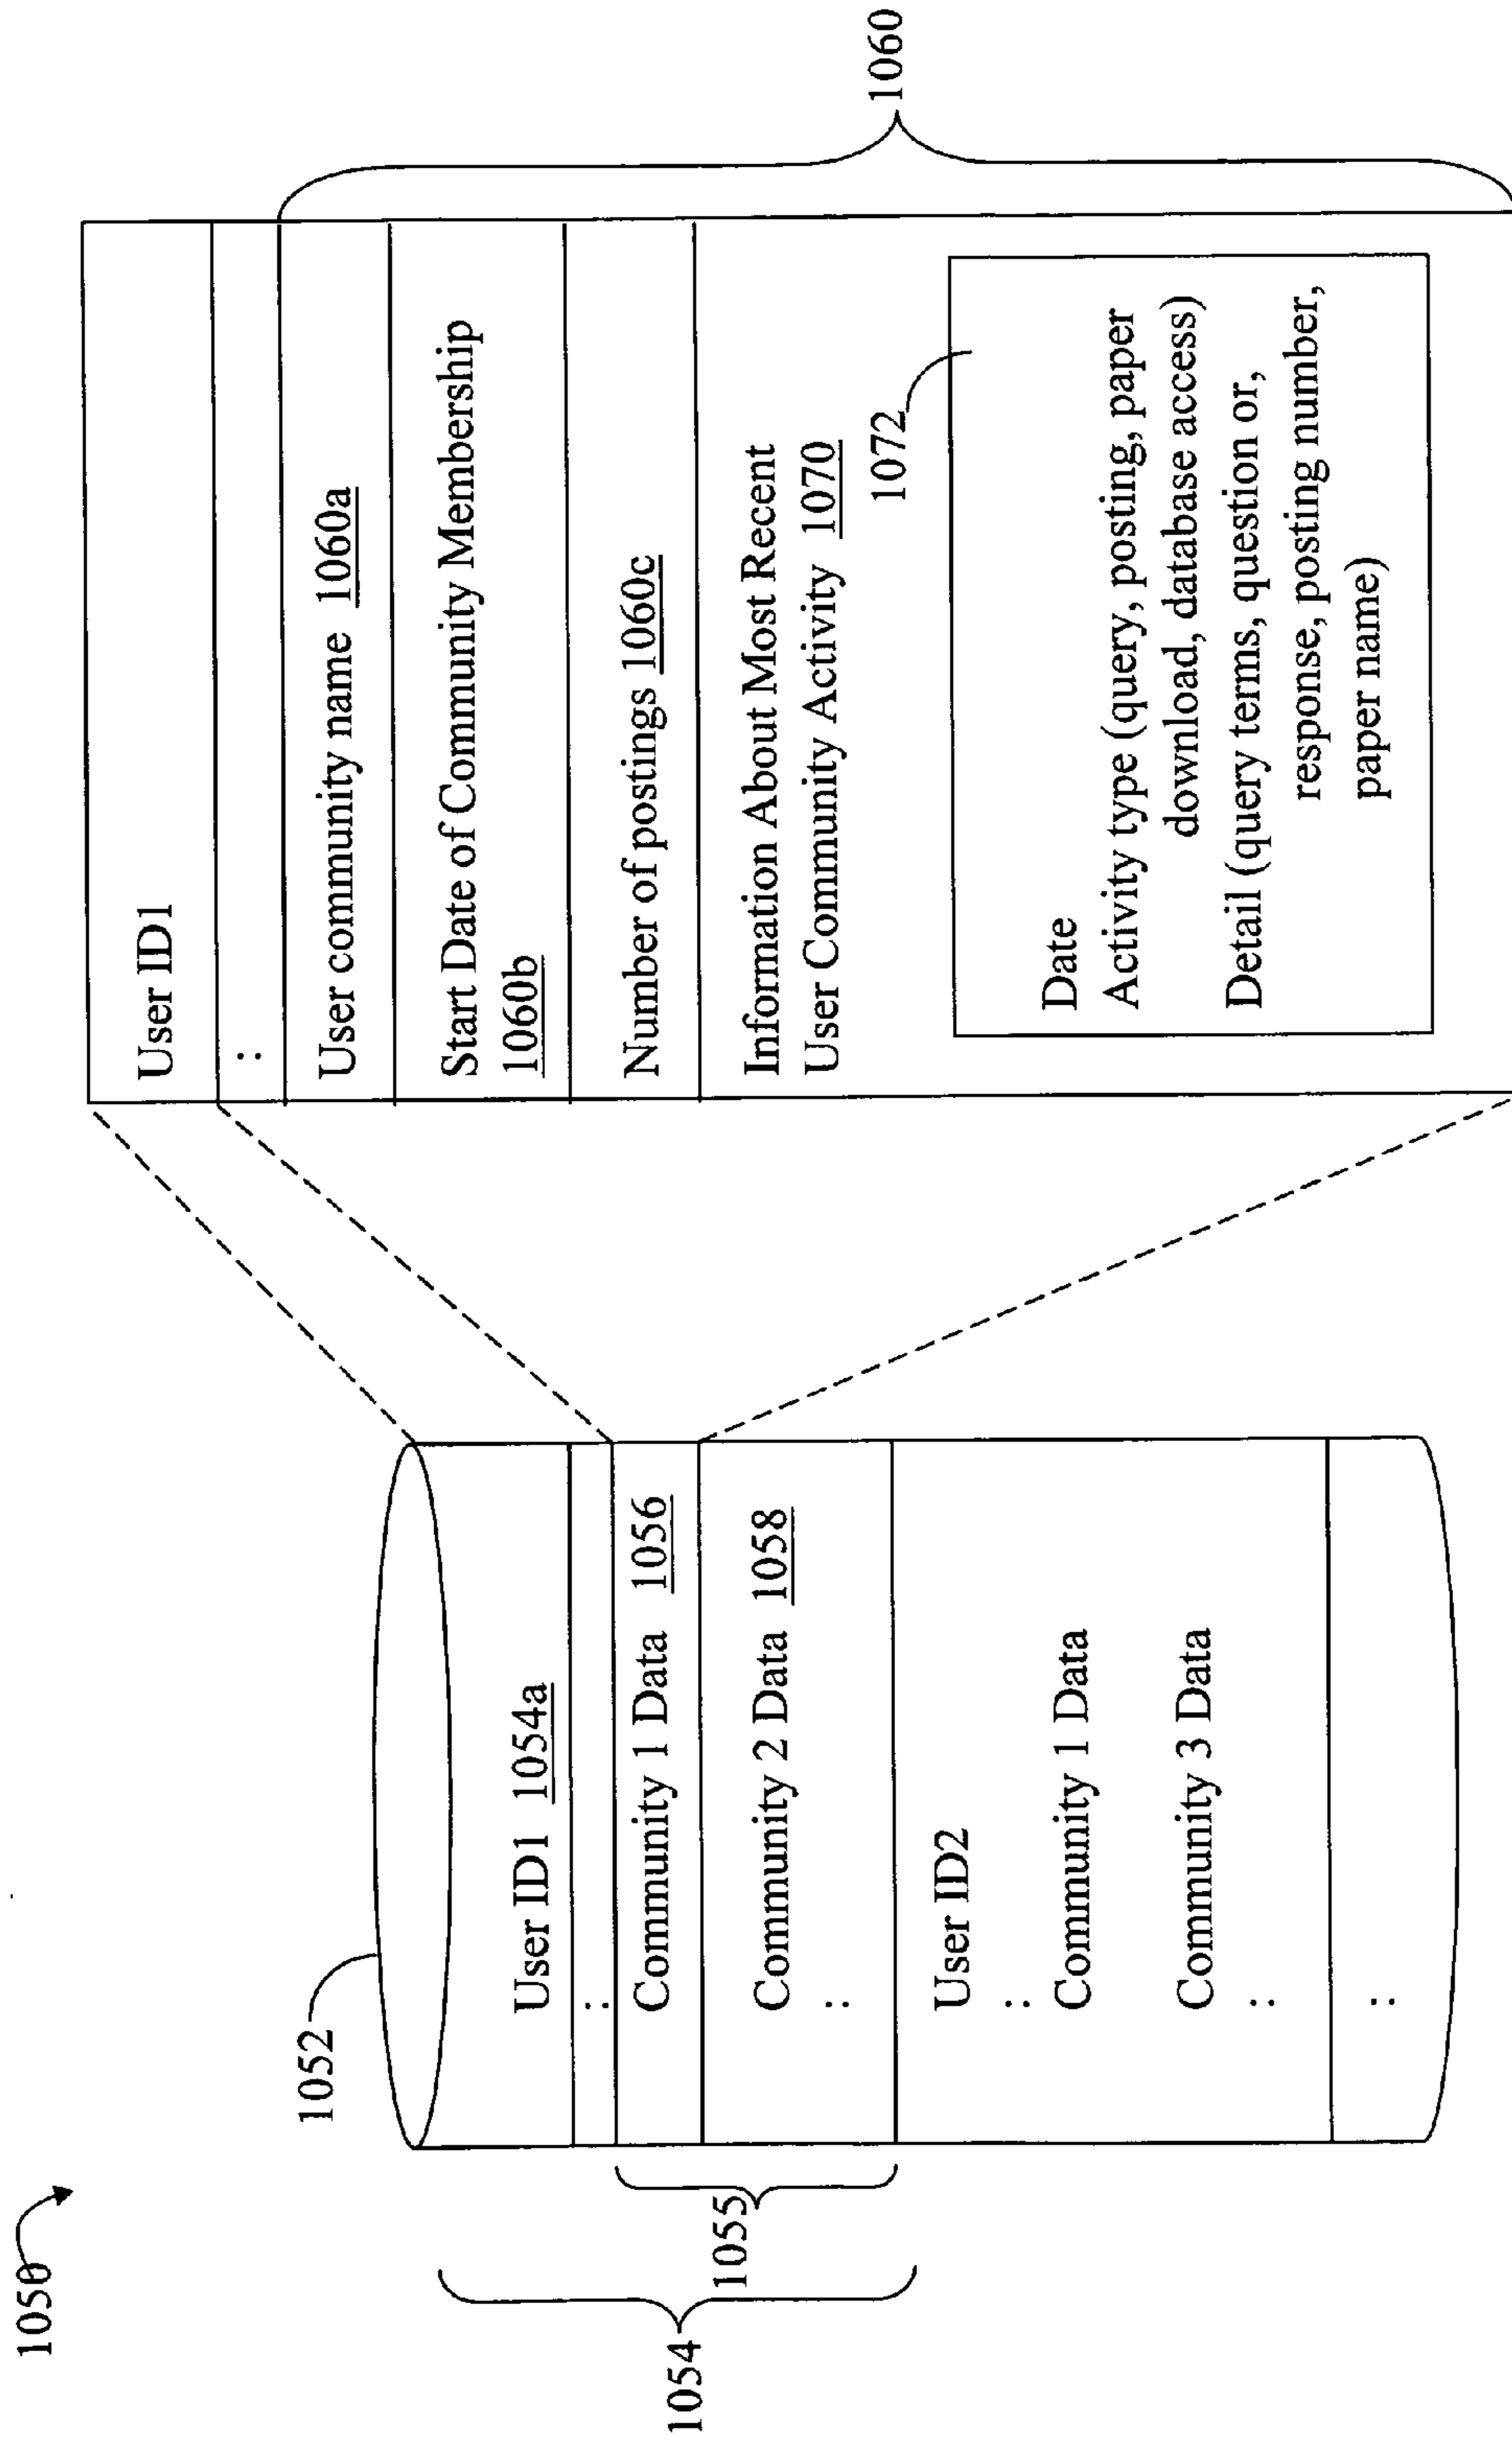 1050
1052
1054
1055
User ID1 1054a
:
Community 1 Data 1056
Community 2 Data 1058
:
User ID2
:
Community 1 Data
Community 3 Data
:
:
User ID1
:
User community name 1060a
Start Date of Community Membership
1060b
Number of postings 1060c
Information About Most Recent
User Community Activity 1070
1072
Date
Activity type (query, posting, paper
download, database access)
Detail (query terms, question or,
response, posting number,
paper name)
1060